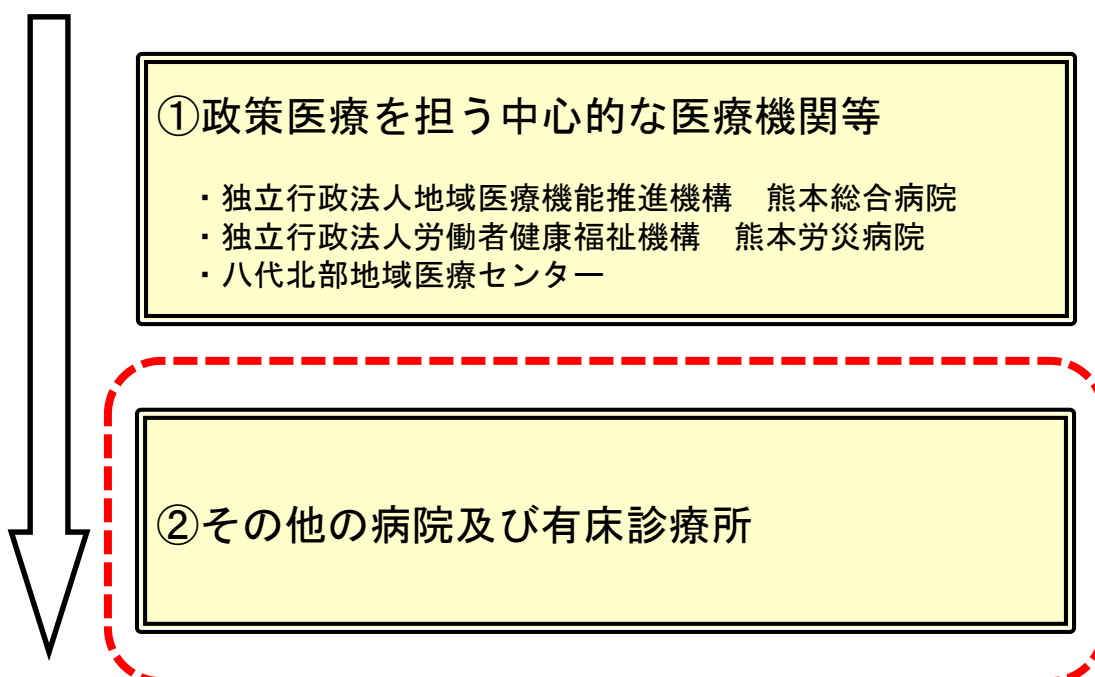 ①政策医療を担う中心的な医療機関等
・独立行政法人地域医療機能推進機構　熊本総合病院
・独立行政法人労働者健康福祉機構　熊本労災病院
・八代北部地域医療センター
②その他の病院及び有床診療所